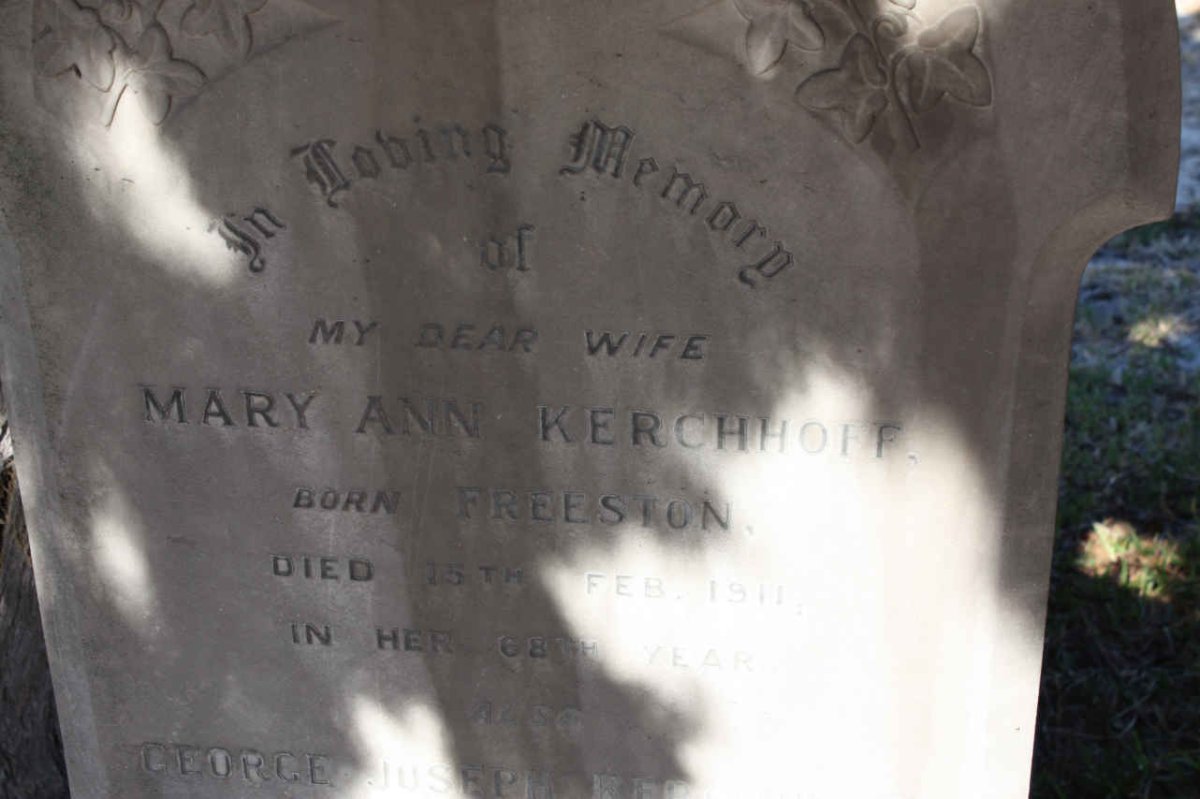 In Loving Memory
of
MY DEAR WIFE
MARY ANN KERCHHOFF,
BORN FREESTON,
DIED 15TH FEB. 1911,
IN HER 68TH YEAR.
ALSO
GEORGE JOSEPH